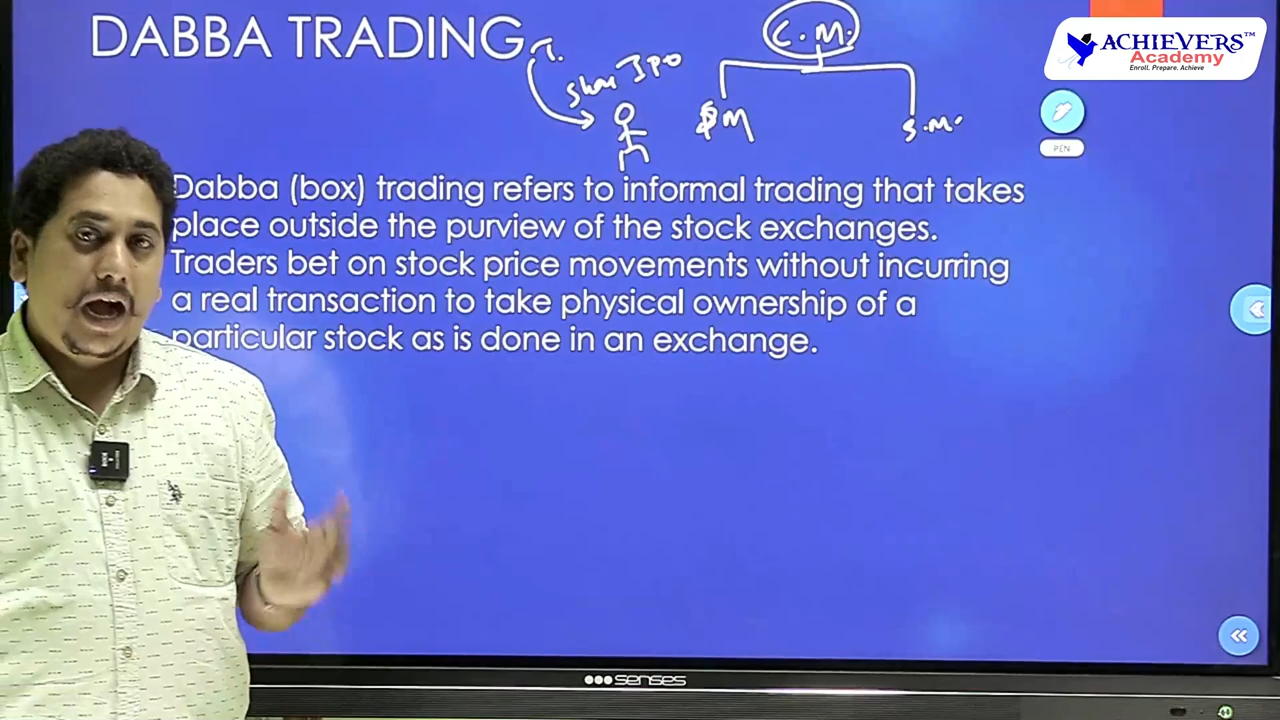 DABBA TRADING
C.M.
ACHIEVERS™
Academy
Enroll. Prepare. Achieve
IPO
M
S.M.
PEN
Dabba (box) trading refers to informal trading that takes
place outside the purview of the stock exchanges.
Traders bet on stock price movements without incurring
a real transaction to take physical ownership of a
particular stock as is done in an exchange.
senses